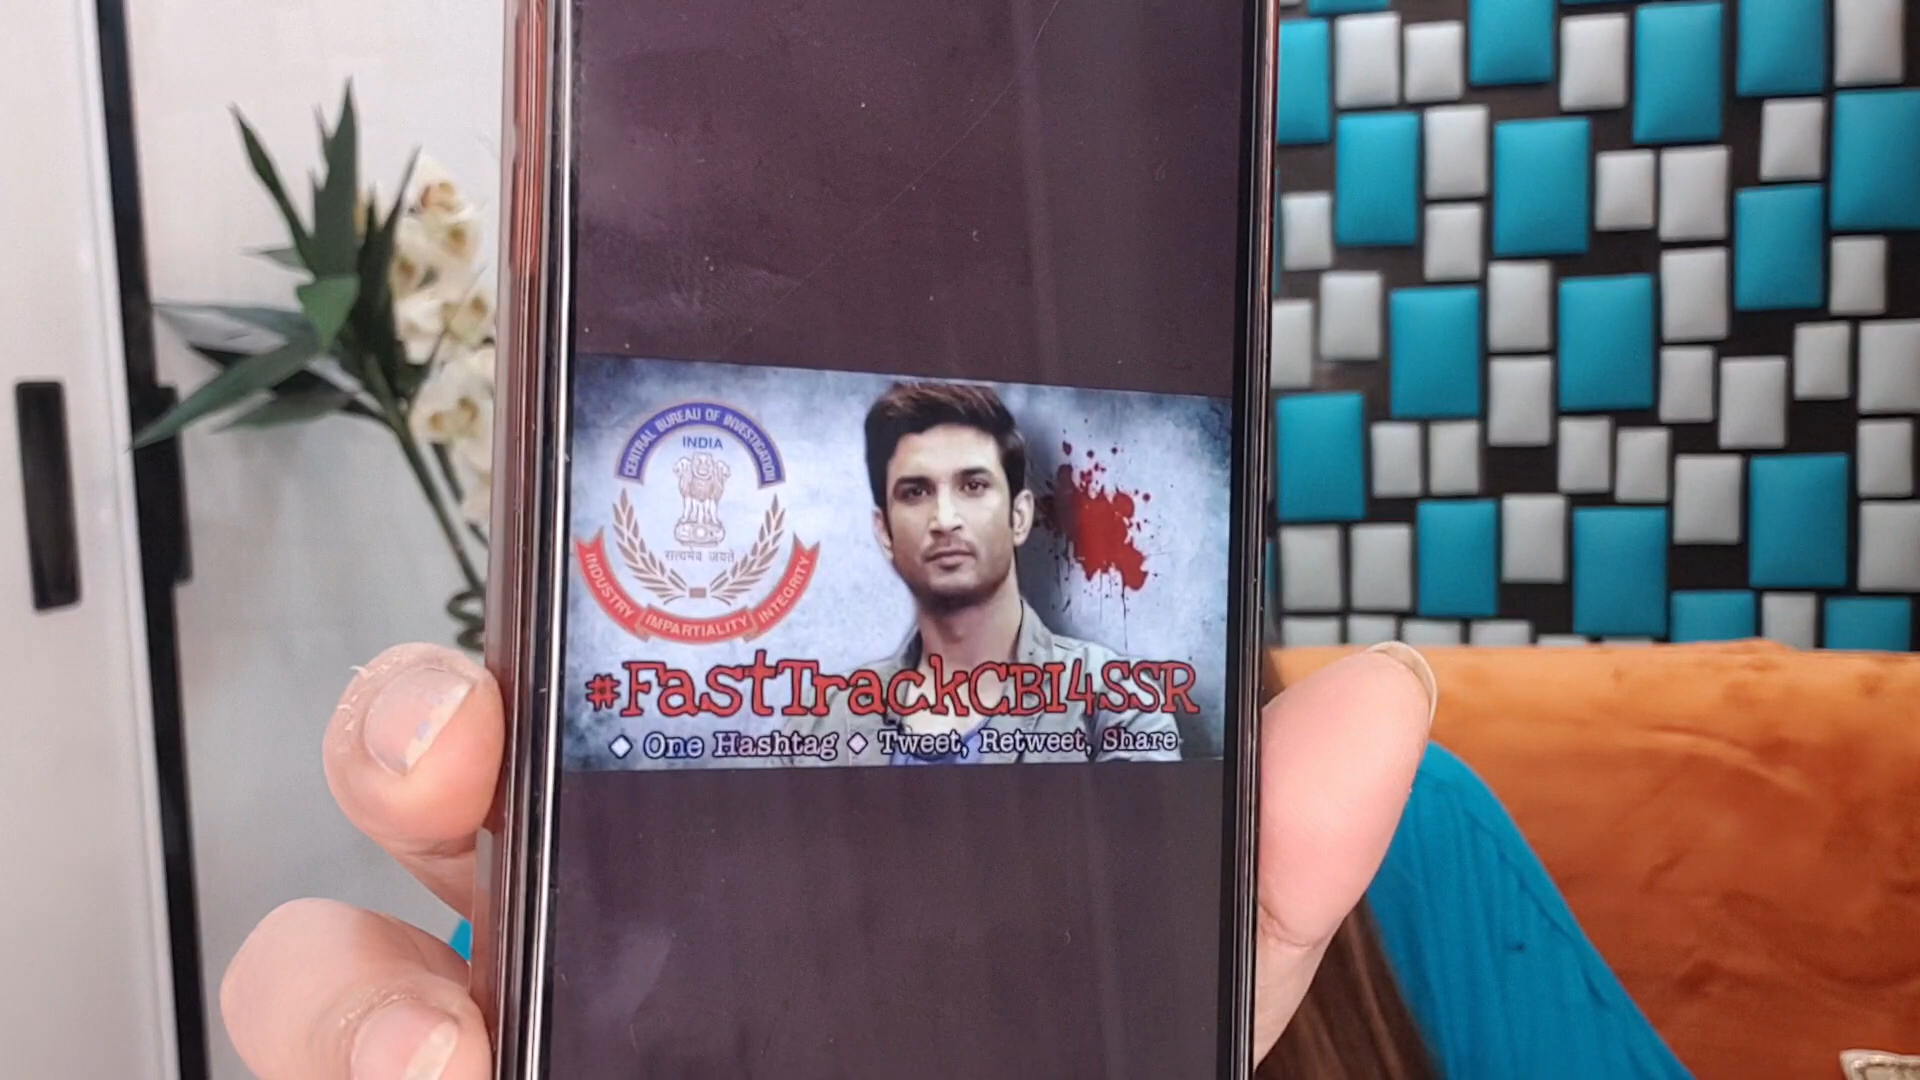 CENTRAL BUREAU OF INVESTIGATION
INDIA
सत्यमेव जयते
INDUSTRY IMPARTIALITY INTEGRITY
#FastTrackCBI4SSR
One Hashtag Tweet, Retweet, Share